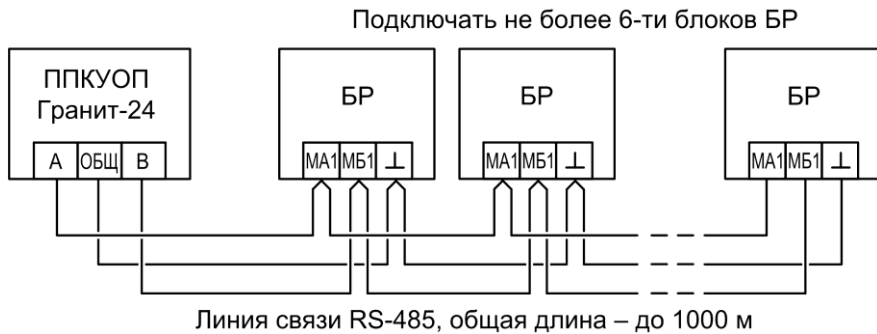 Подключать не более 6-ти блоков БР
ППКУОП
Гранит-24
БР
БР
БР
А ОБЩ В
МА1 МБ1 ⊥
МА1 МБ1 ⊥
МА1 МБ1 ⊥
Линия связи RS-485, общая длина – до 1000 м